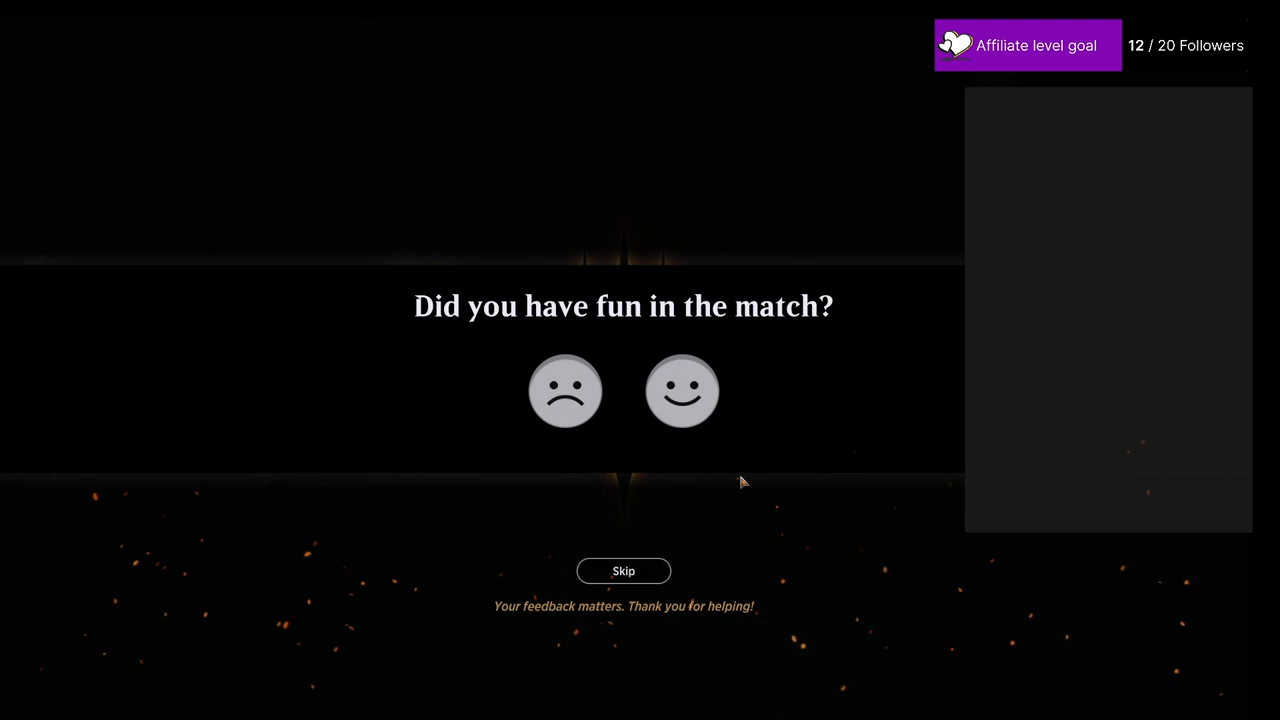 Affiliate level goal 12 / 20 Followers
Did you have fun in the match?
Skip
Your feedback matters. Thank you for helping!